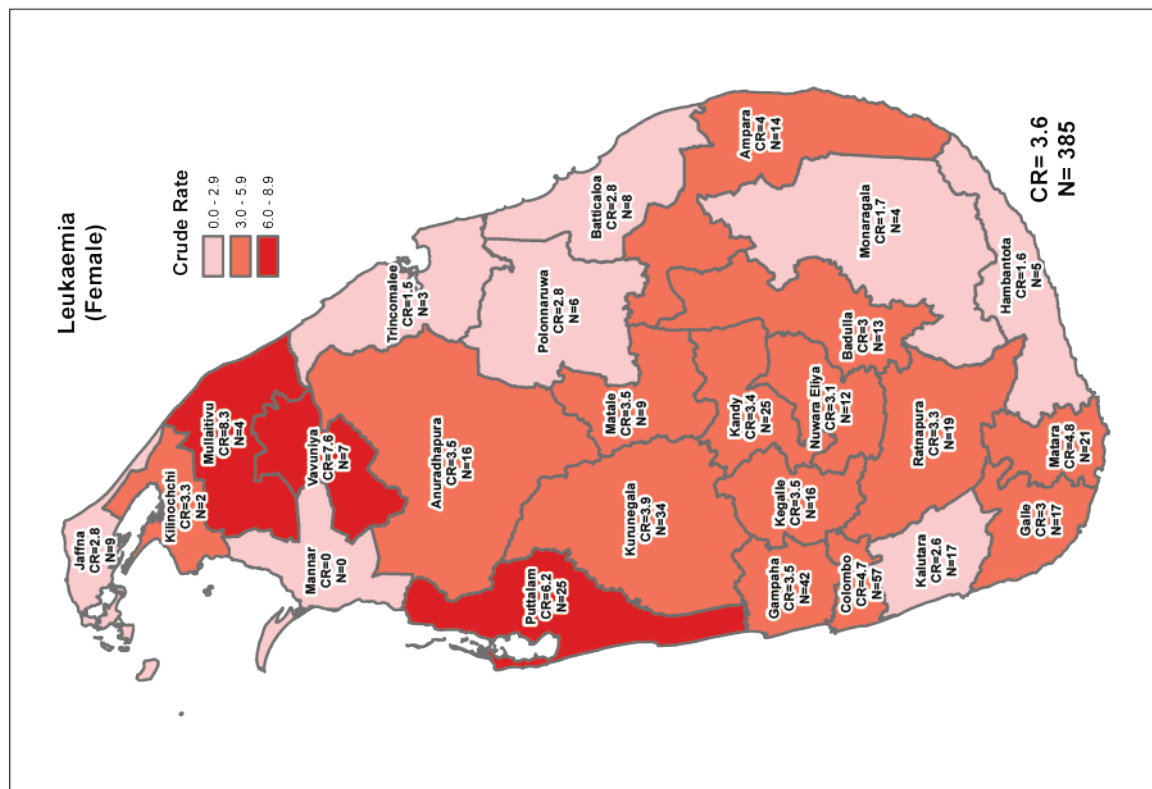 Leukaemia
(Female)
Crude Rate
0.0 - 2.9
3.0 - 5.9
6.0 - 8.9
Jaffna
CR=2.8
N=9
Kilinochchi
CR=3.3
N=2
Mullaitivu
CR=8.3
N=4
Mannar
CR=0
N=0
Vavuniya
CR=7.6
N=7
Trincomalee
CR=1.5
N=3
Anuradhapura
CR=3.5
N=16
Puttalam
CR=6.2
N=25
Polonnaruwa
CR=2.8
N=6
Batticaloa
CR=2.8
N=8
Matale
CR=3.5
N=9
Kurunegala
CR=3.9
N=34
Ampara
CR=4
N=14
Kandy
CR=3.4
N=25
Kegalle
CR=3.5
N=16
Gampaha
CR=3.5
N=42
Nuwara Eliya
CR=3.1
N=12
Badulla
CR=3
N=13
Monaragala
CR=1.7
N=4
Colombo
CR=4.7
N=57
Ratnapura
CR=3.3
N=19
Kalutara
CR=2.6
N=17
Hambantota
CR=1.6
N=5
Galle
CR=3
N=17
Matara
CR=4.8
N=21
CR= 3.6
N= 385